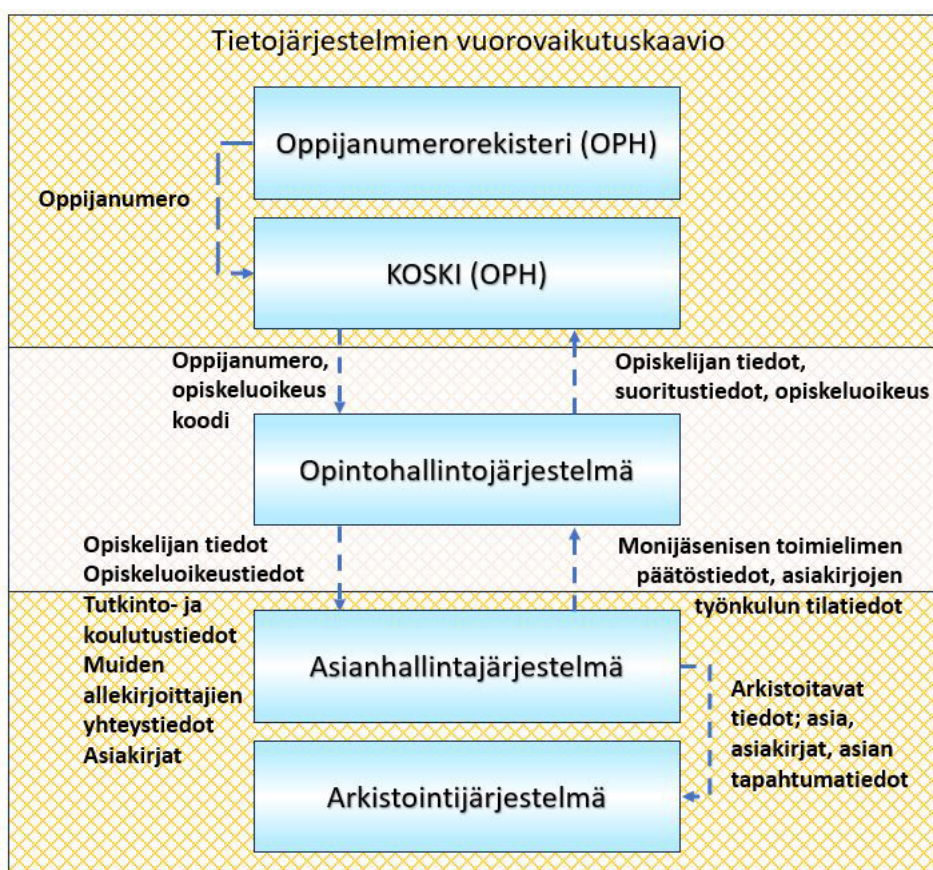 Tietojärjestelmien vuorovaikutuskaavio
Oppijanumerorekisteri (OPH)
Oppijanumero
KOSKI (OPH)
Oppijanumero,
opiskeluoikeus
koodi
Opiskelijan tiedot,
suoritustiedot, opiskeluoikeus
Opintohallintojärjestelmä
Opiskelijan tiedot
Opiskeluoikeustiedot
Tutkinto- ja
koulutustiedot
Muiden
allekirjoittajien
yhteystiedot
Asiakirjat
Monijäsenisen toimielimen
päätöstiedot, asiakirjojen
työnkulun tilatiedot
Asianhallintajärjestelmä
Arkistoitavat
tiedot; asia,
asiakirjat, asian
tapahtumatiedot
Arkistointijärjestelmä